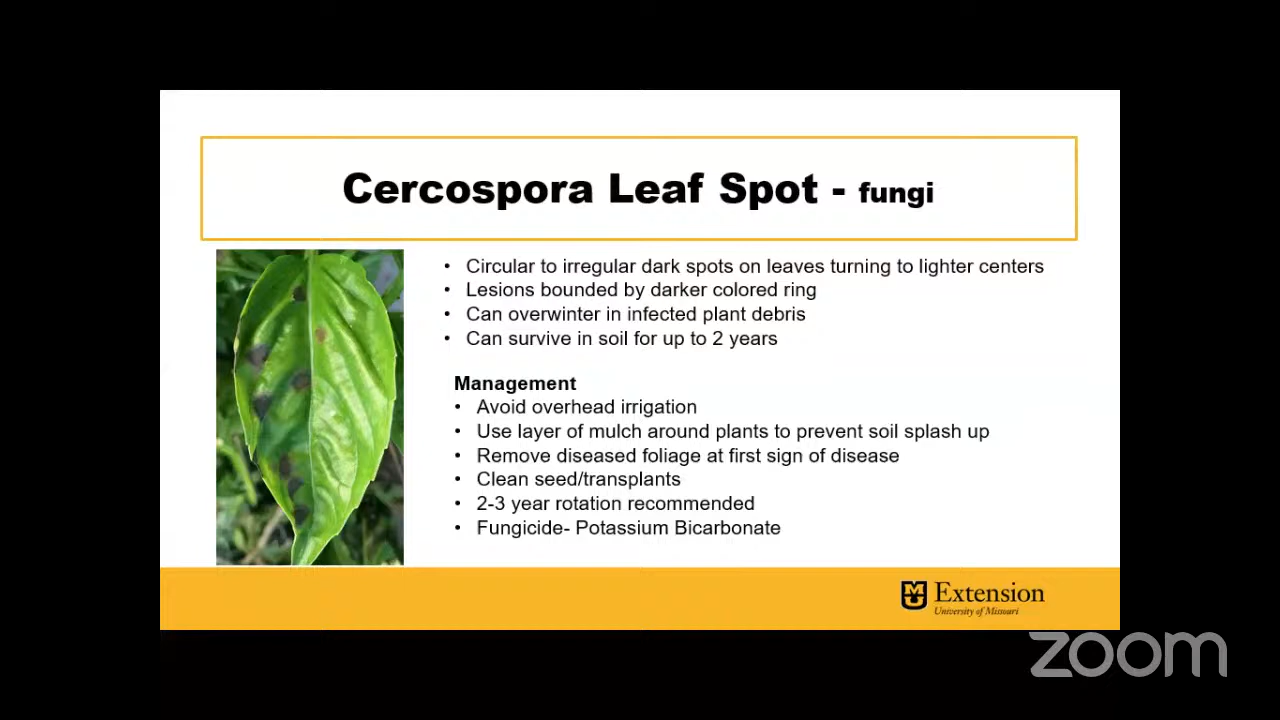 Cercospora Leaf Spot - fungi
• Circular to irregular dark spots on leaves turning to lighter centers
• Lesions bounded by darker colored ring
• Can overwinter in infected plant debris
• Can survive in soil for up to 2 years
Management
• Avoid overhead irrigation
• Use layer of mulch around plants to prevent soil splash up
• Remove diseased foliage at first sign of disease
• Clean seed/transplants
• 2-3 year rotation recommended
• Fungicide- Potassium Bicarbonate
Extension
University of Missouri
zoom